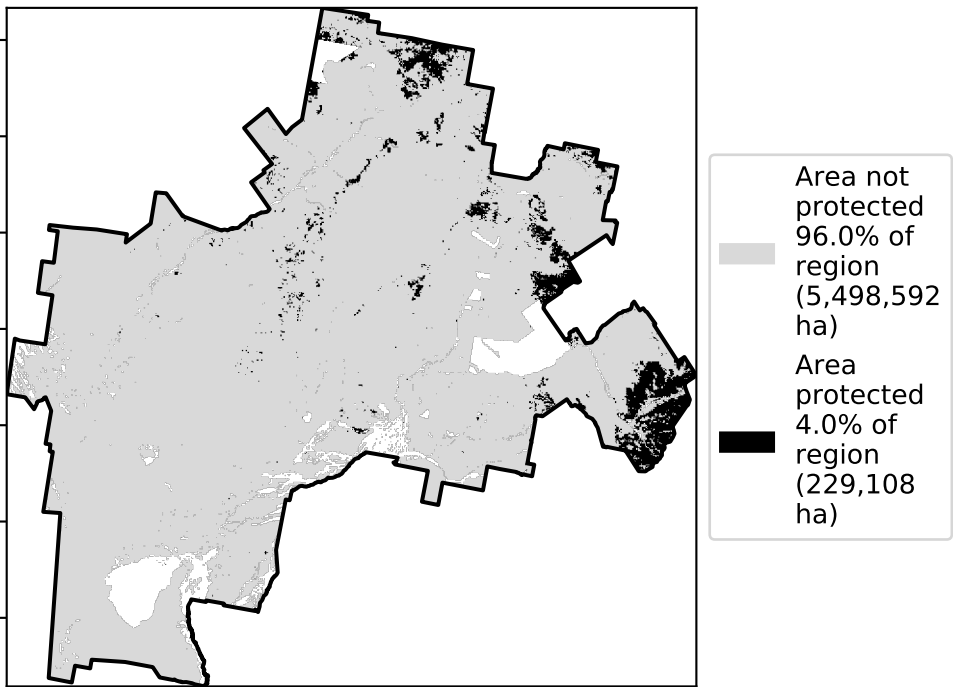 Area not
protected
96.0% of
region
(5,498,592
ha)
Area
protected
4.0% of
region
(229,108
ha)